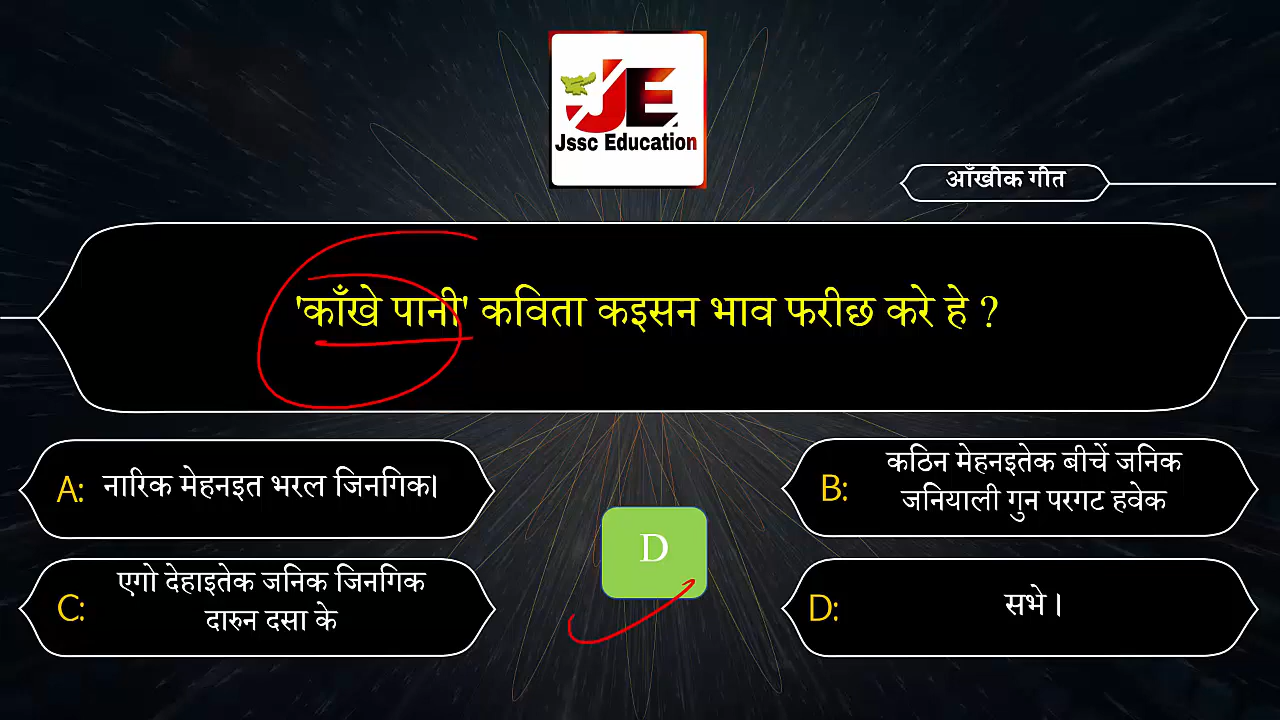 JE
Jssc Education
आँखीक गीत
'काँखे पानी' कविता कइसन भाव फरीछ करे हे ?
A: नारिक मेहनइत भरल जिनगिक।
B: कठिन मेहनइतेक बीचें जनिक
जनियाली गुन परगट हवेक
C: एगो देहाइतेक जनिक जिनगिक
दारुन दसा के
D: सभे ।
D